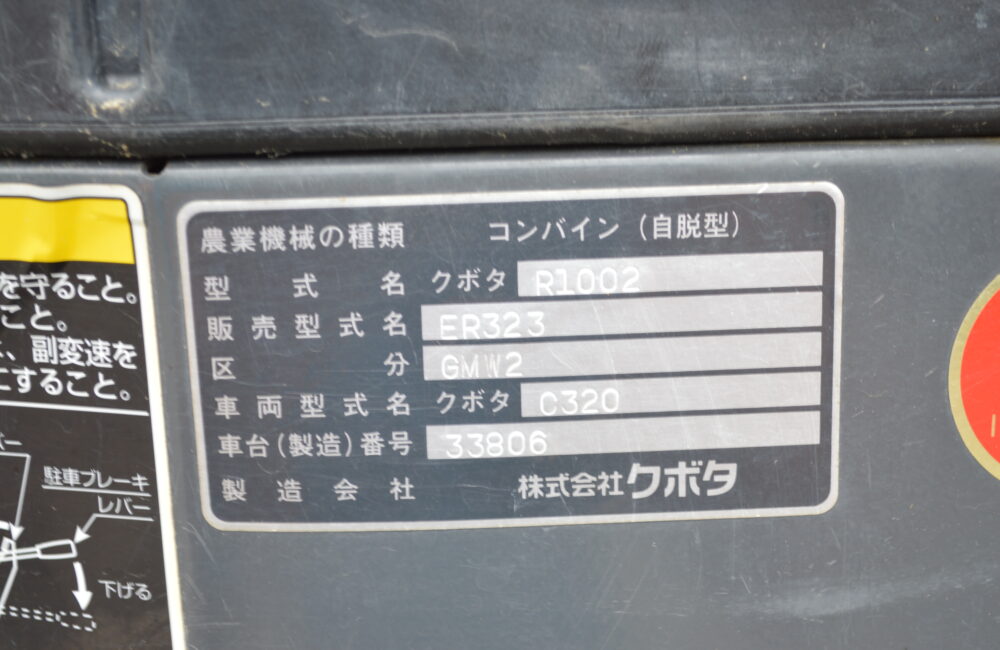 農業機械の種類 コンバイン(自脱型)
型式名 クボタ R1002
販売型式名 ER323
区分 GMW2
車両型式名 クボタ C320
車台(製造)番号 33806
製造会社 株式会社クボタ
を守ること。
こと。
、副変速を
にすること。
バー
駐車ブレーキ
レバー
下げる